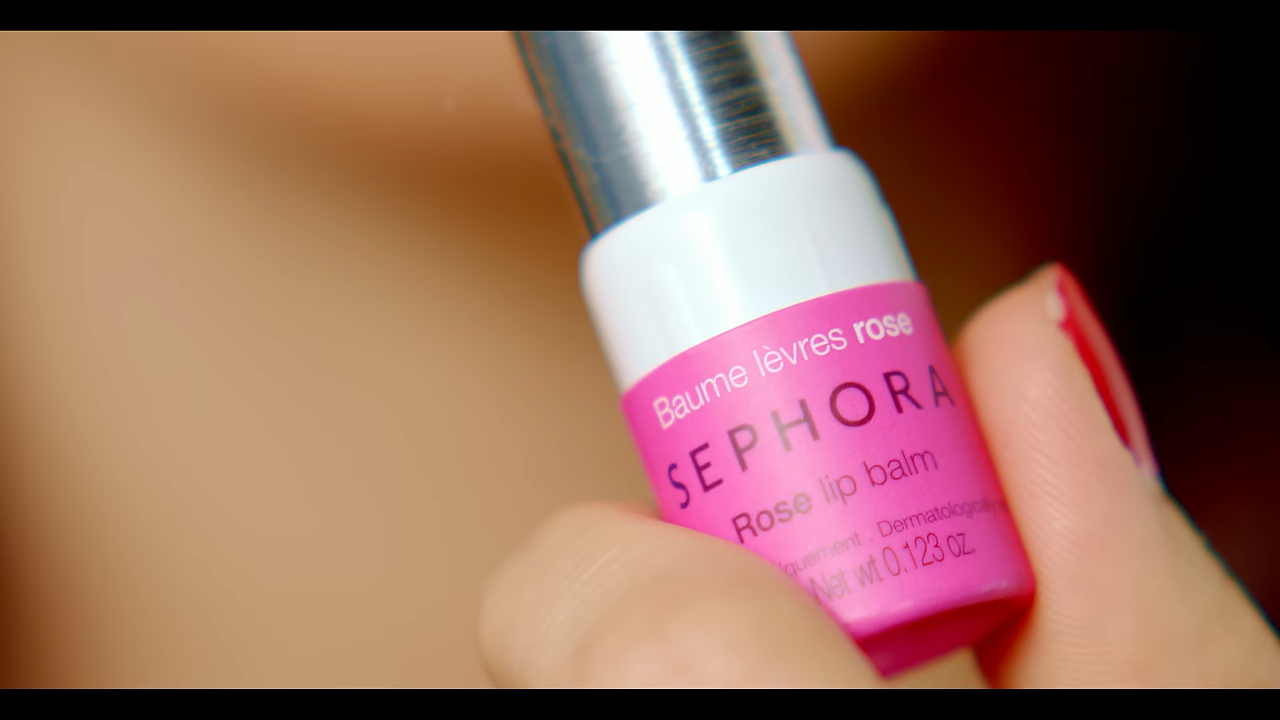 Baume lèvres rose
SEPHORA
Rose lip balm
. Dermatologically
Net wt 0.123 oz.